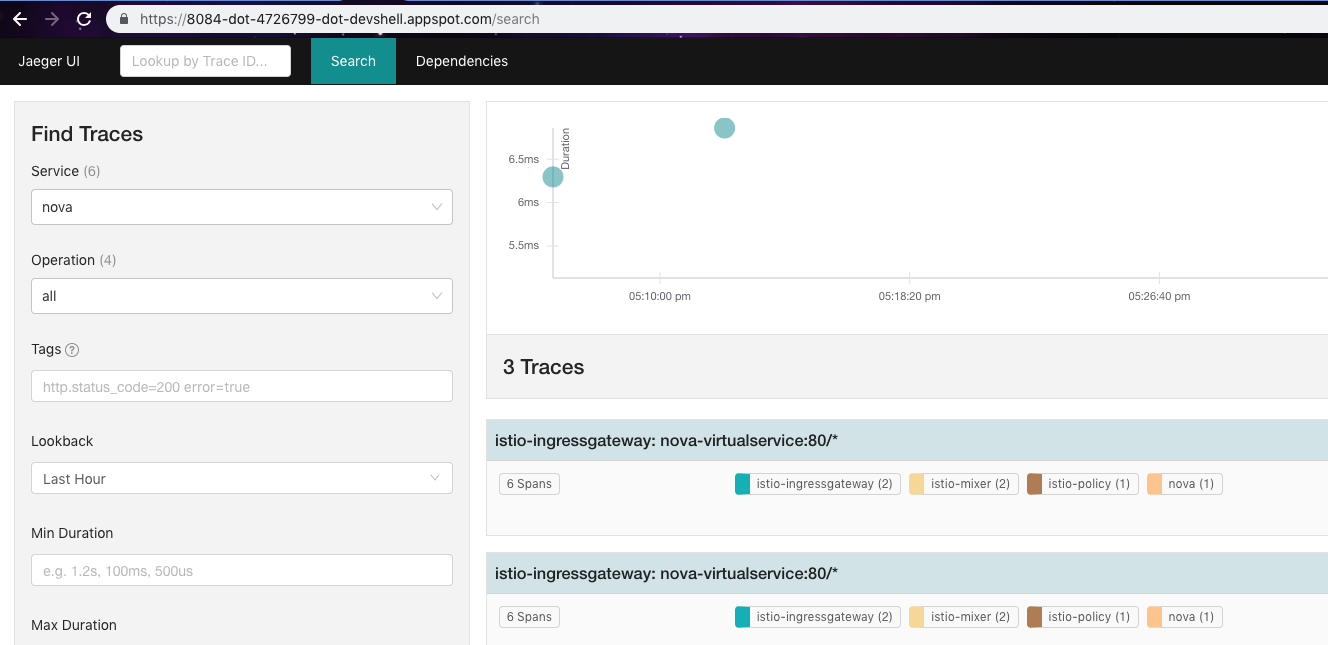 https://8084-dot-4726799-dot-devshell.appspot.com/search
Jaeger UI
Lookup by Trace ID...
Search
Dependencies
Find Traces
Service (6)
nova
Operation (4)
all
Tags ?
http.status_code=200 error=true
Lookback
Last Hour
Min Duration
e.g. 1.2s, 100ms, 500us
Max Duration
Duration
6.5ms
6ms
5.5ms
05:10:00 pm
05:18:20 pm
05:26:40 pm
3 Traces
istio-ingressgateway: nova-virtualservice:80/*
6 Spans
istio-ingressgateway (2)
istio-mixer (2)
istio-policy (1)
nova (1)
istio-ingressgateway: nova-virtualservice:80/*
6 Spans
istio-ingressgateway (2)
istio-mixer (2)
istio-policy (1)
nova (1)